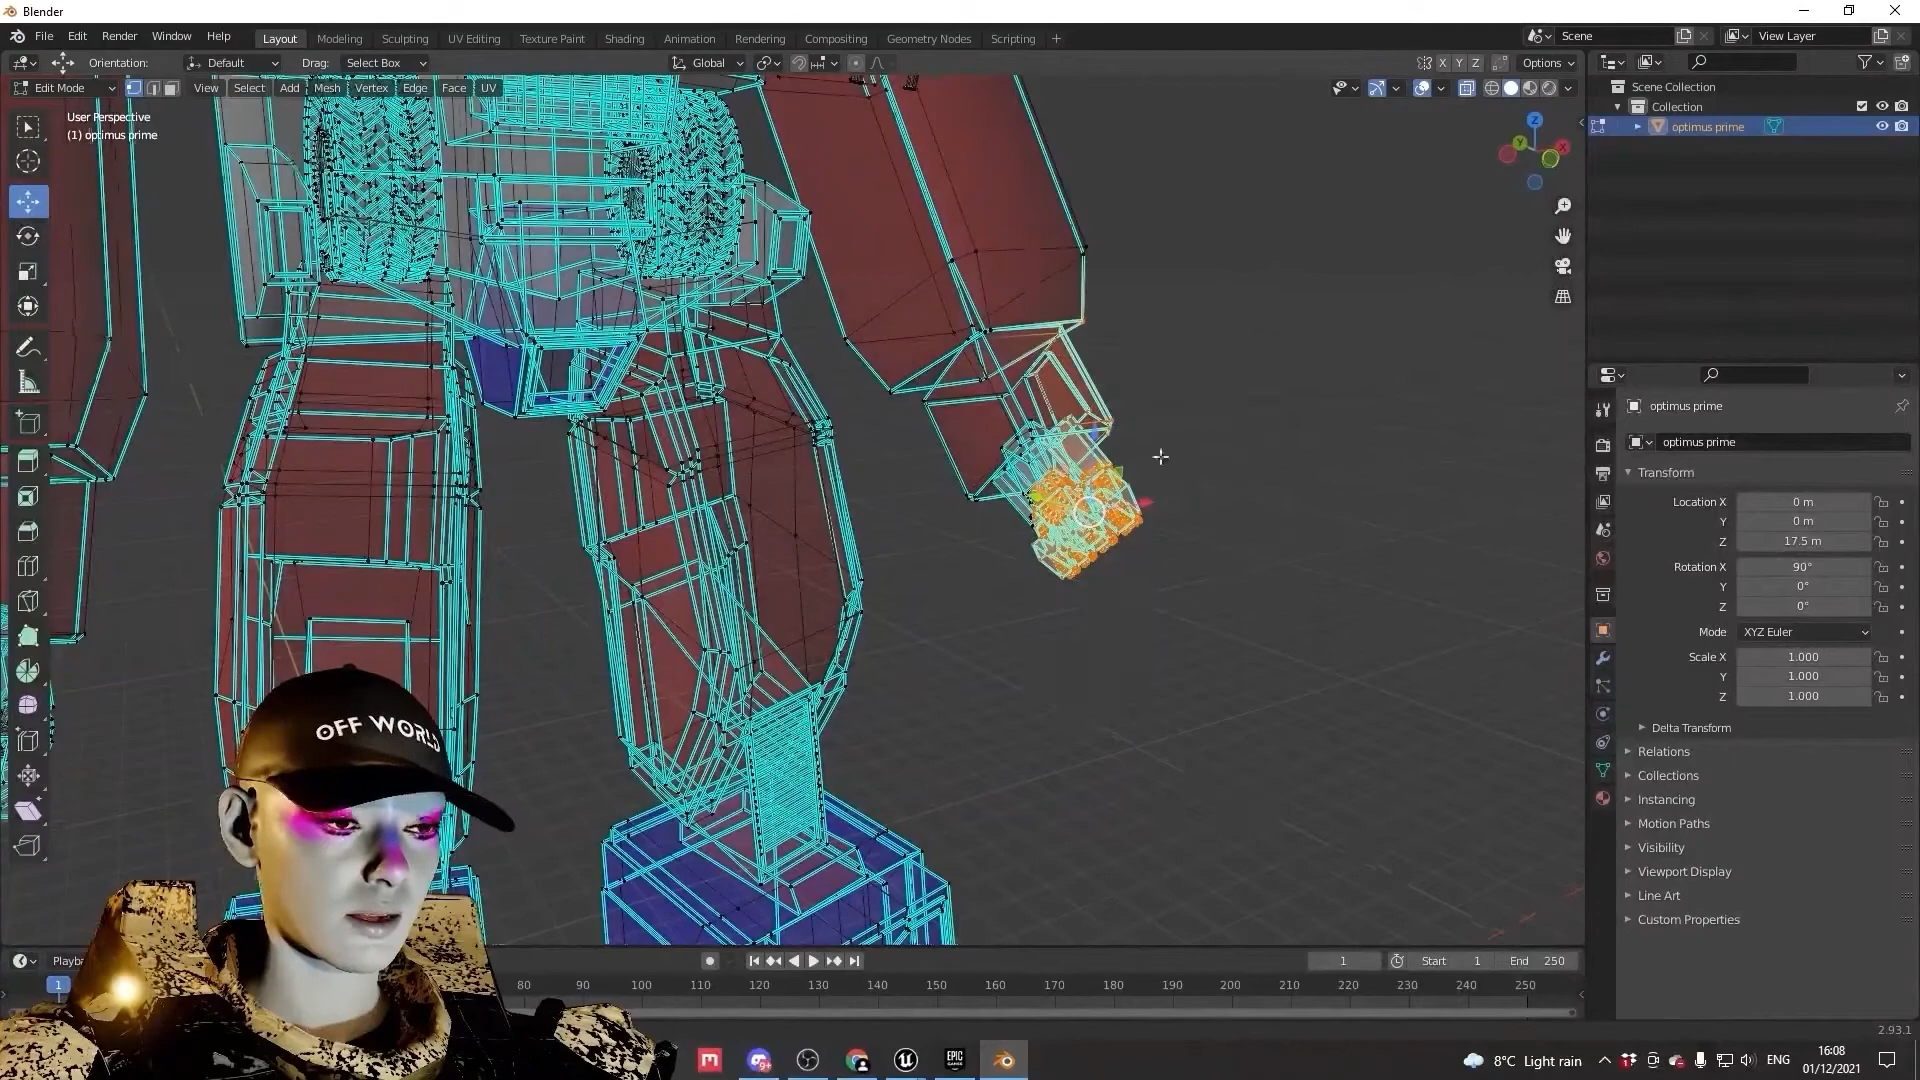 Blender
File Edit Render Window Help
Layout Modeling Sculpting UV Editing Texture Paint Shading Animation Rendering Compositing Geometry Nodes Scripting +
Scene
View Layer
Orientation: Default Drag: Select Box
Global
X Y Z Options
Edit Mode View Select Add Mesh Vertex Edge Face UV
User Perspective
(1) optimus prime
Z
Y X
Scene Collection
Collection
optimus prime
optimus prime
optimus prime
Transform
Location X 0 m
Y 0 m
Z 17.5 m
Rotation X 90°
Y 0°
Z 0°
Mode XYZ Euler
Scale X 1.000
Y 1.000
Z 1.000
Delta Transform
Relations
Collections
Instancing
Motion Paths
Visibility
Viewport Display
Line Art
Custom Properties
OFF WORLD
1 Start 1 End 250
1 80 90 100 110 120 130 140 150 160 170 180 190 200 210 220 230 240 250
2.93.1
EPIC
GAMES
9+
8°C Light rain
ENG
16:08
01/12/2021